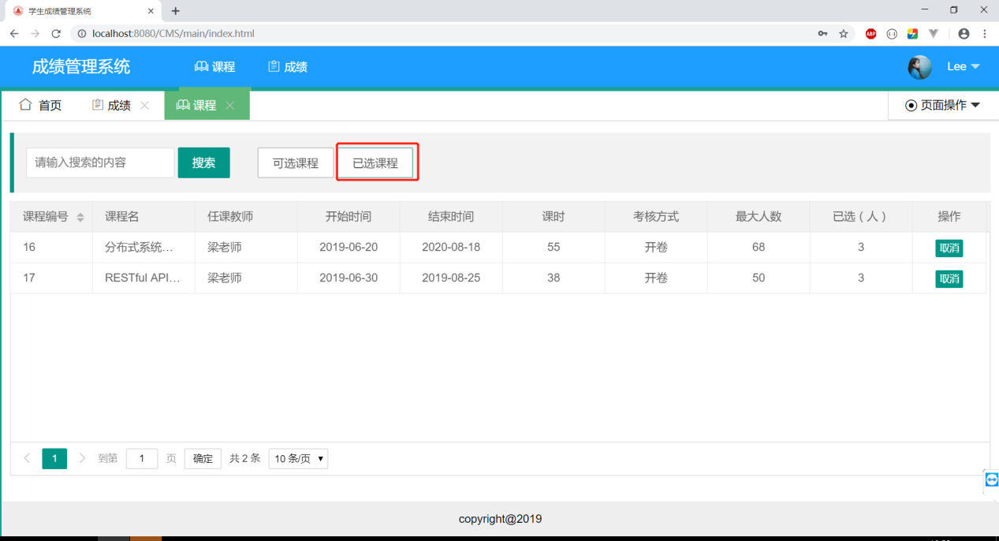 学生成绩管理系统
localhost:8080/CMS/main/index.html
ABP
成绩管理系统 课程 成绩 Lee
首页 成绩 课程 页面操作
请输入搜索的内容 搜索 可选课程 已选课程
课程编号 课程名 任课教师 开始时间 结束时间 课时 考核方式 最大人数 已选（人） 操作
16 分布式系统… 梁老师 2019-06-20 2020-08-18 55 开卷 68 3 取消
17 RESTful API… 梁老师 2019-06-30 2019-08-25 38 开卷 50 3 取消
1 到第 1 页 确定 共 2 条 10 条/页
copyright@2019